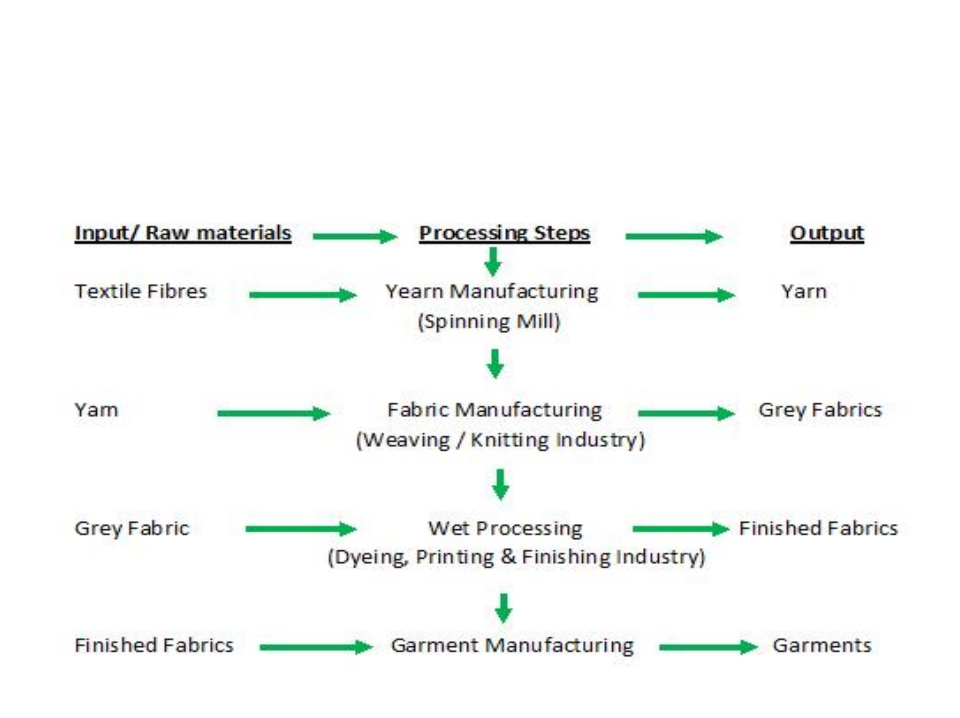 Input/ Raw materials Processing Steps Output
Textile Fibres Yearn Manufacturing Yarn
(Spinning Mill)
Yarn Fabric Manufacturing Grey Fabrics
(Weaving / Knitting Industry)
Grey Fabric Wet Processing Finished Fabrics
(Dyeing, Printing & Finishing Industry)
Finished Fabrics Garment Manufacturing Garments